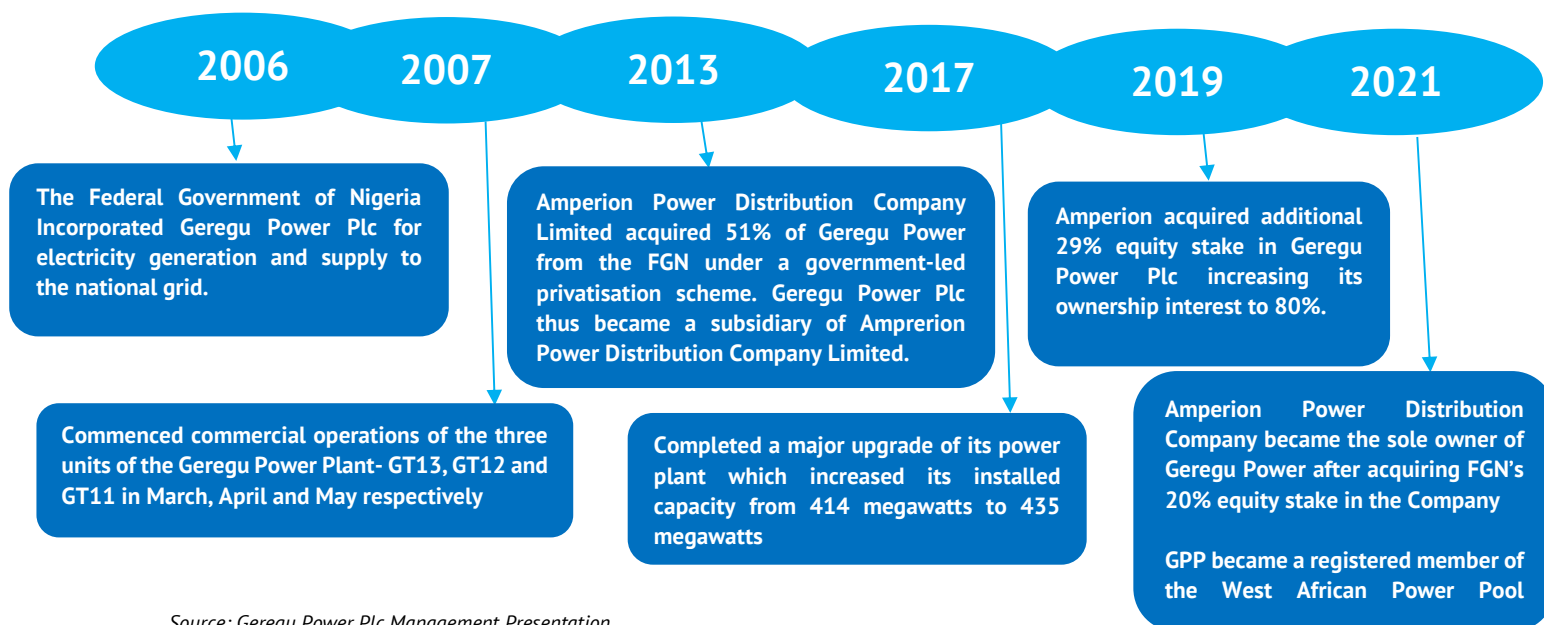 2006
2007
2013
2017
2019
2021
The Federal Government of Nigeria
Incorporated Geregu Power Plc for
electricity generation and supply to
the national grid.
Amperion Power Distribution Company
Limited acquired 51% of Geregu Power
from the FGN under a government-led
privatisation scheme. Geregu Power Plc
thus became a subsidiary of Amprerion
Power Distribution Company Limited.
Amperion acquired additional
29% equity stake in Geregu
Power Plc increasing its
ownership interest to 80%.
Commenced commercial operations of the three
units of the Geregu Power Plant- GT13, GT12 and
GT11 in March, April and May respectively
Completed a major upgrade of its power
plant which increased its installed
capacity from 414 megawatts to 435
megawatts
Amperion Power Distribution
Company became the sole owner of
Geregu Power after acquiring FGN's
20% equity stake in the Company
GPP became a registered member of
the West African Power Pool
Source: Geregu Power Plc Management Presentation